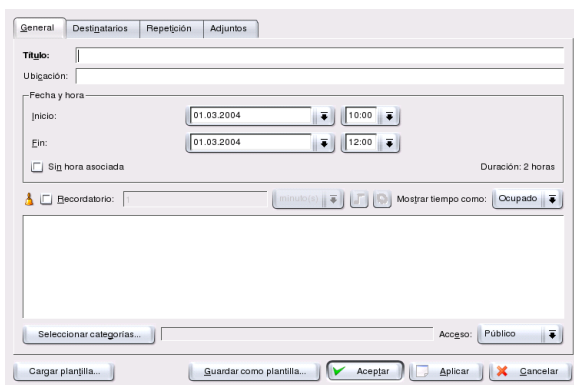 General Destinatarios Repetición Adjuntos
Título:
Ubicación:
Fecha y hora
Inicio: 01.03.2004 10:00
Fin: 01.03.2004 12:00
Sin hora asociada Duración: 2 horas
Recordatorio: 1 minuto(s) Mostrar tiempo como: Ocupado
Seleccionar categorías... Acceso: Público
Cargar plantilla... Guardar como plantilla... Aceptar Aplicar Cancelar